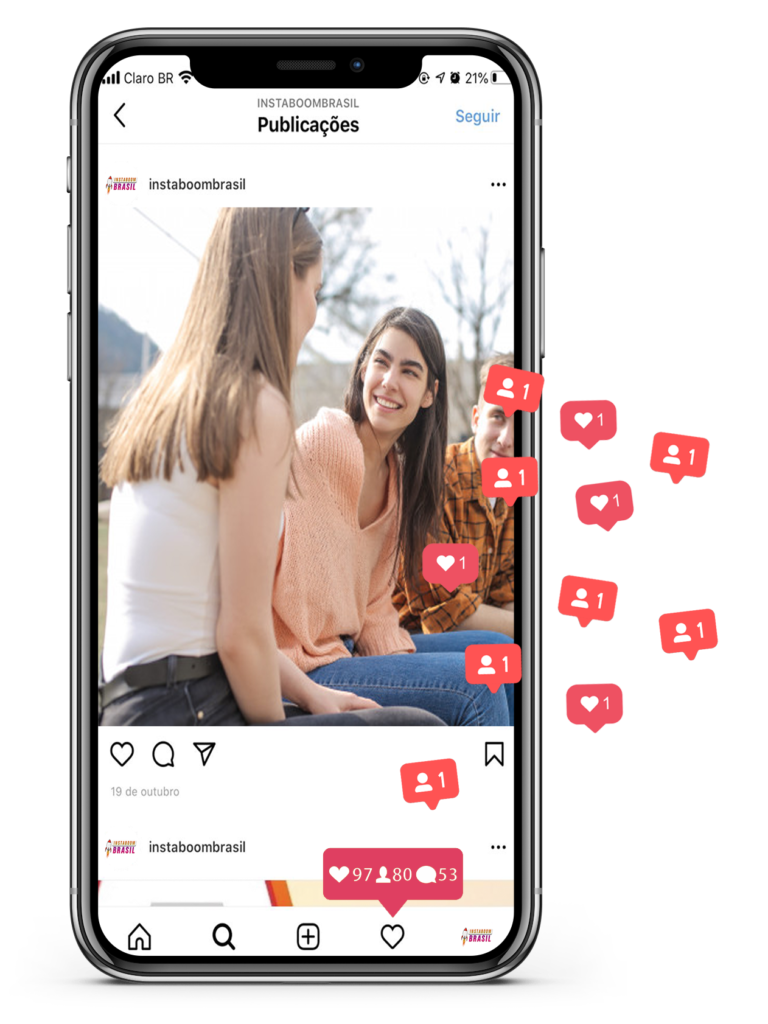 Claro BR
21%
INSTABOOMBRASIL
Publicações
Seguir
INSTABOOM
BRASIL
instaboombrasil
1
1
1
1
1
1
1
1
1
1
1
19 de outubro
INSTABOOM
BRASIL
instaboombrasil
97 80 53
INSTABOOM
BRASIL